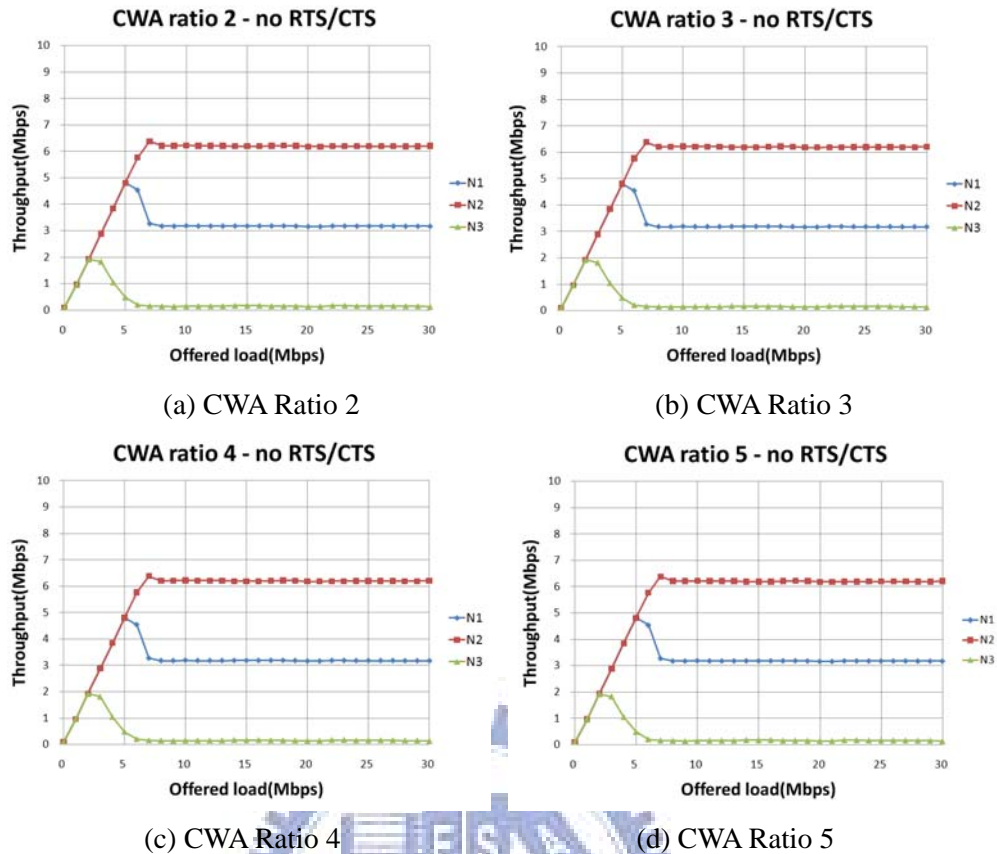 CWA ratio 2 - no RTS/CTS
10
9
8
7
6
5
4
3
2
1
0
Throughput(Mbps)
0 5 10 15 20 25 30
Offered load(Mbps)
N1
N2
N3
(a) CWA Ratio 2
CWA ratio 3 - no RTS/CTS
10
9
8
7
6
5
4
3
2
1
0
Throughput(Mbps)
0 5 10 15 20 25 30
Offered load(Mbps)
N1
N2
N3
(b) CWA Ratio 3
CWA ratio 4 - no RTS/CTS
10
9
8
7
6
5
4
3
2
1
0
Throughput(Mbps)
0 5 10 15 20 25 30
Offered load(Mbps)
N1
N2
N3
(c) CWA Ratio 4
CWA ratio 5 - no RTS/CTS
10
9
8
7
6
5
4
3
2
1
0
Throughput(Mbps)
0 5 10 15 20 25 30
Offered load(Mbps)
N1
N2
N3
(d) CWA Ratio 5